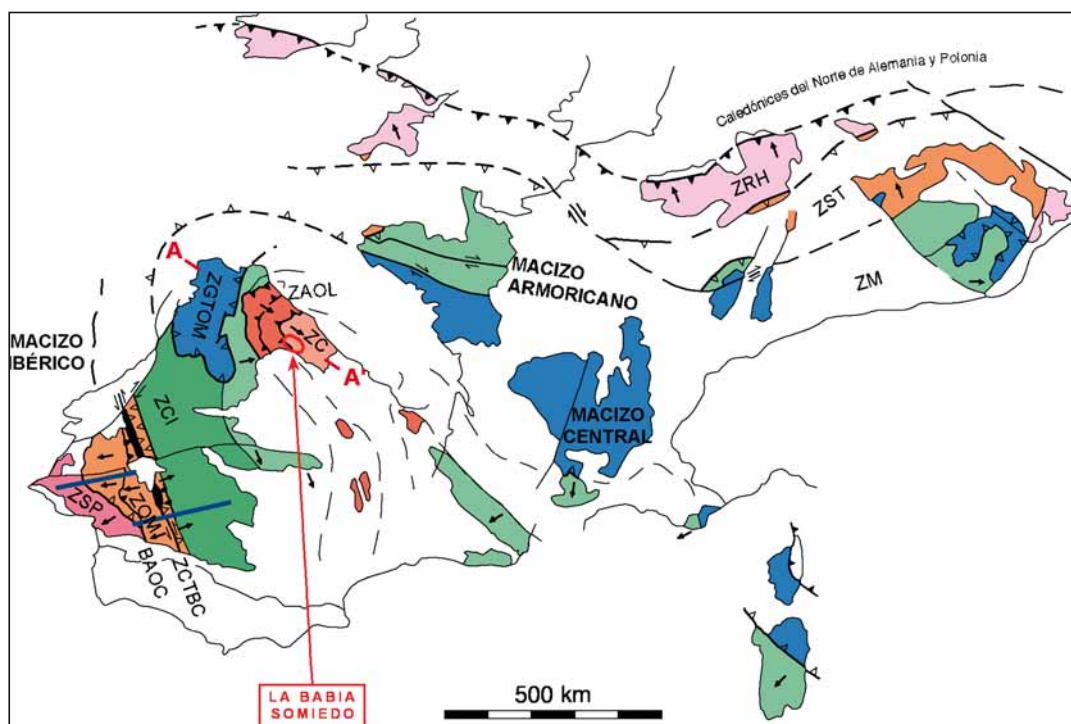 Caledónices del Norte de Alemania y Polonia
ZRH
ZST
ZM
MACIZO
ARMORICANO
A
ZGTOM
ZAOL
ZC
A'
MACIZO
IBÉRICO
ZCI
MACIZO
CENTRAL
ZSP
ZOM
BAOC
ZCTBC
LA BABIA
SOMIEDO
500 km